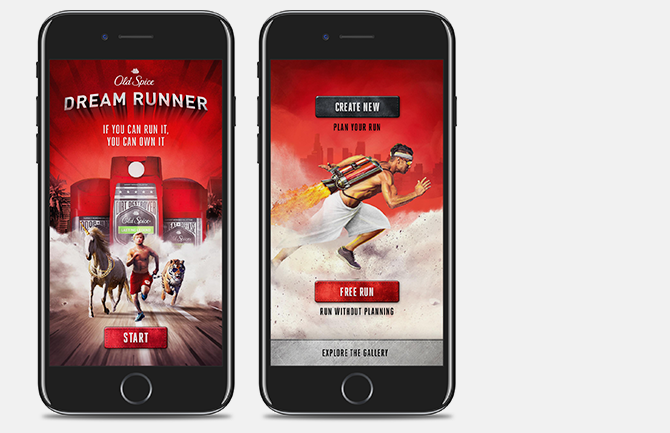 Old Spice
DREAM RUNNER
IF YOU CAN RUN IT,
YOU CAN OWN IT
Old Spice
START
CREATE NEW
PLAN YOUR RUN
FREE RUN
RUN WITHOUT PLANNING
EXPLORE THE GALLERY